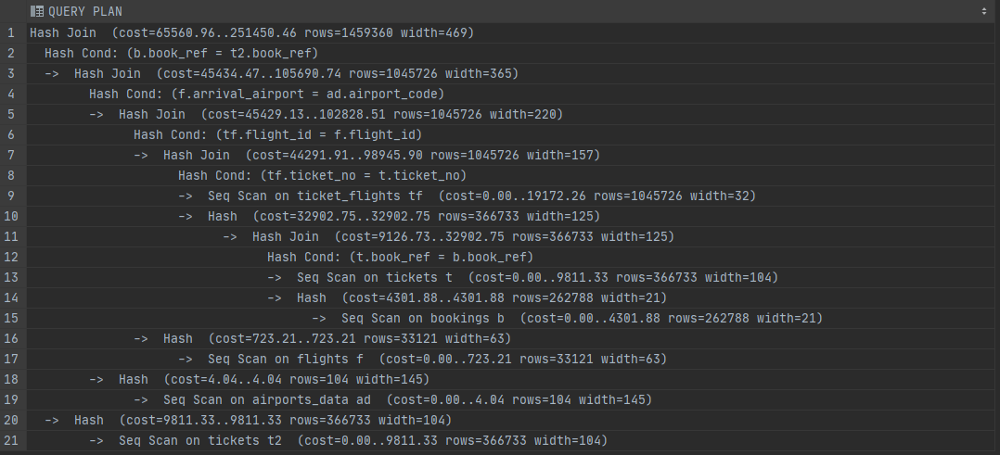 QUERY PLAN
1 Hash Join (cost=65560.96..251450.46 rows=1459360 width=469)
2 Hash Cond: (b.book_ref = t2.book_ref)
3 -> Hash Join (cost=45434.47..105690.74 rows=1045726 width=365)
4 Hash Cond: (f.arrival_airport = ad.airport_code)
5 -> Hash Join (cost=45429.13..102828.51 rows=1045726 width=220)
6 Hash Cond: (tf.flight_id = f.flight_id)
7 -> Hash Join (cost=44291.91..98945.90 rows=1045726 width=157)
8 Hash Cond: (tf.ticket_no = t.ticket_no)
9 -> Seq Scan on ticket_flights tf (cost=0.00..19172.26 rows=1045726 width=32)
10 -> Hash (cost=32902.75..32902.75 rows=366733 width=125)
11 -> Hash Join (cost=9126.73..32902.75 rows=366733 width=125)
12 Hash Cond: (t.book_ref = b.book_ref)
13 -> Seq Scan on tickets t (cost=0.00..9811.33 rows=366733 width=104)
14 -> Hash (cost=4301.88..4301.88 rows=262788 width=21)
15 -> Seq Scan on bookings b (cost=0.00..4301.88 rows=262788 width=21)
16 -> Hash (cost=723.21..723.21 rows=33121 width=63)
17 -> Seq Scan on flights f (cost=0.00..723.21 rows=33121 width=63)
18 -> Hash (cost=4.04..4.04 rows=104 width=145)
19 -> Seq Scan on airports_data ad (cost=0.00..4.04 rows=104 width=145)
20 -> Hash (cost=9811.33..9811.33 rows=366733 width=104)
21 -> Seq Scan on tickets t2 (cost=0.00..9811.33 rows=366733 width=104)